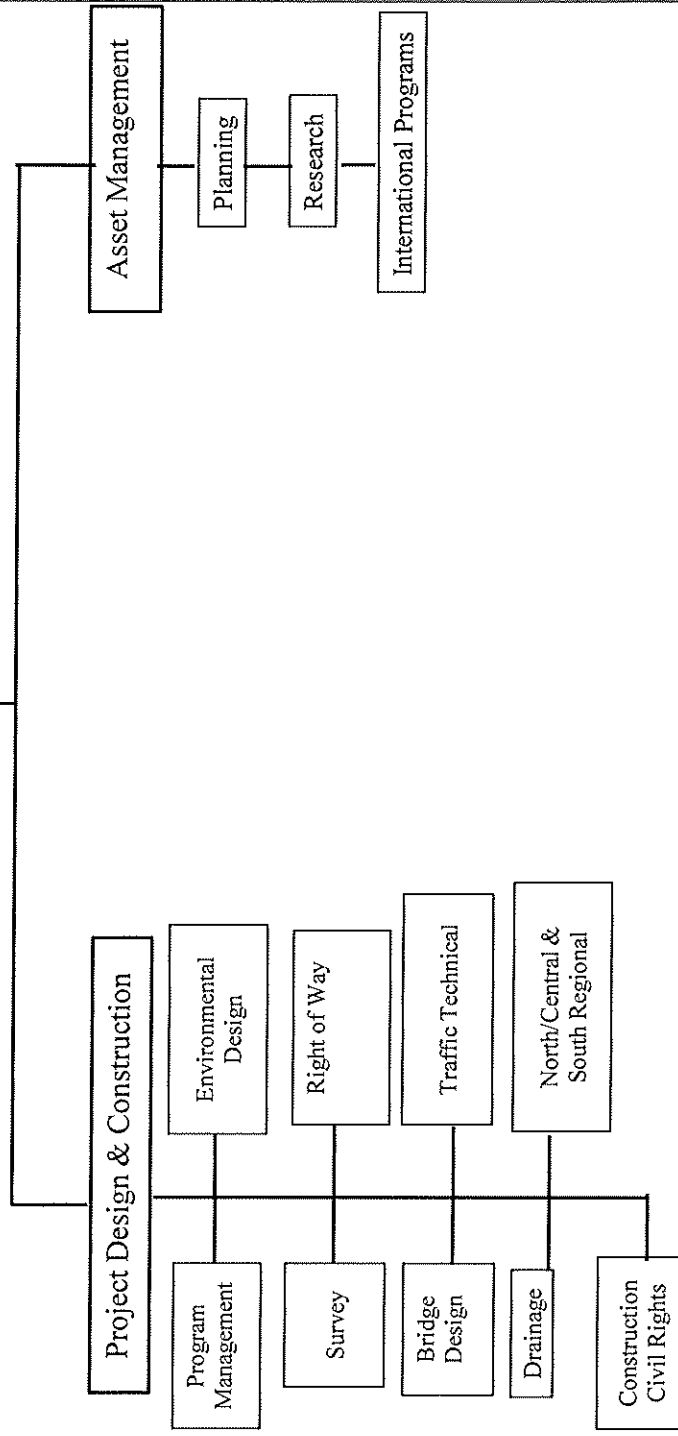 Project Design & Construction
Program
Management
Environmental
Design
Survey
Right of Way
Bridge
Design
Traffic Technical
Drainage
North/Central &
South Regional
Construction
Civil Rights
Asset Management
Planning
Research
International Programs